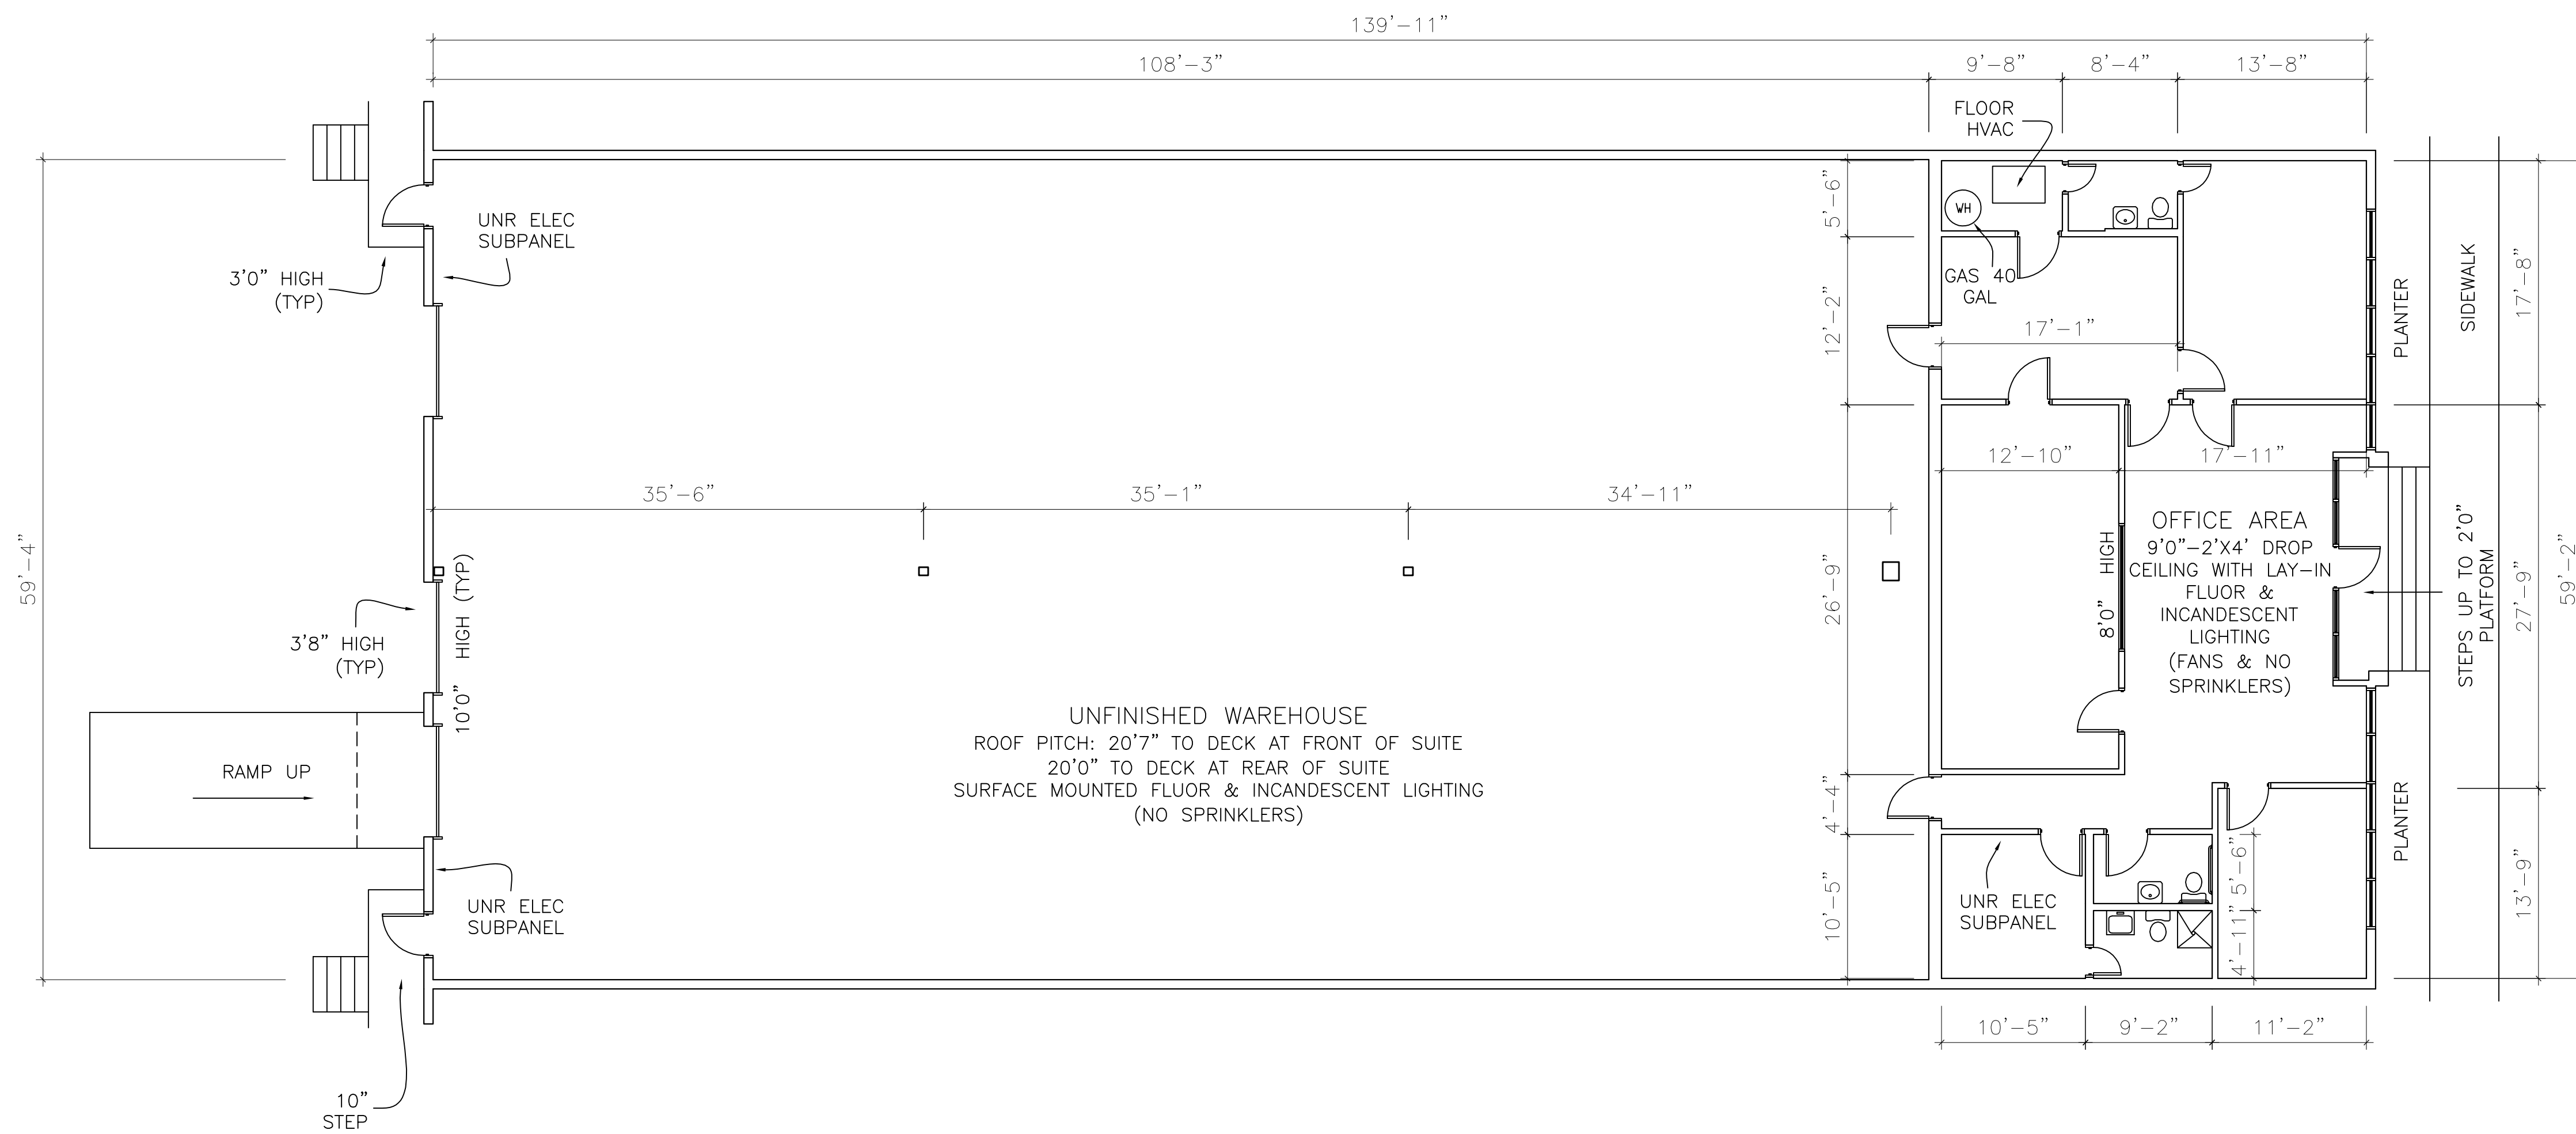 139'-11"
108'-3"
9'-8"
8'-4"
13'-8"
FLOOR
HVAC
WH
GAS 40
GAL
UNR ELEC
SUBPANEL
3'0" HIGH
(TYP)
5'-6"
12'-2"
17'-1"
PLANTER
SIDEWALK
17'-8"
59'-4"
35'-6"
35'-1"
34'-11"
12'-10"
17'-11"
26'-9"
8'0" HIGH
OFFICE AREA
9'0"-2'X4' DROP
CEILING WITH LAY-IN
FLUOR &
INCANDESCENT
LIGHTING
(FANS & NO
SPRINKLERS)
STEPS UP TO 2'0"
PLATFORM
27'-9"
59'-2"
3'8" HIGH
(TYP)
10'0" HIGH (TYP)
RAMP UP
UNFINISHED WAREHOUSE
ROOF PITCH: 20'7" TO DECK AT FRONT OF SUITE
20'0" TO DECK AT REAR OF SUITE
SURFACE MOUNTED FLUOR & INCANDESCENT LIGHTING
(NO SPRINKLERS)
4'-4"
10'-5"
UNR ELEC
SUBPANEL
UNR ELEC
SUBPANEL
5'-6"
4'-11"
PLANTER
13'-9"
10'-5"
9'-2"
11'-2"
10"
STEP